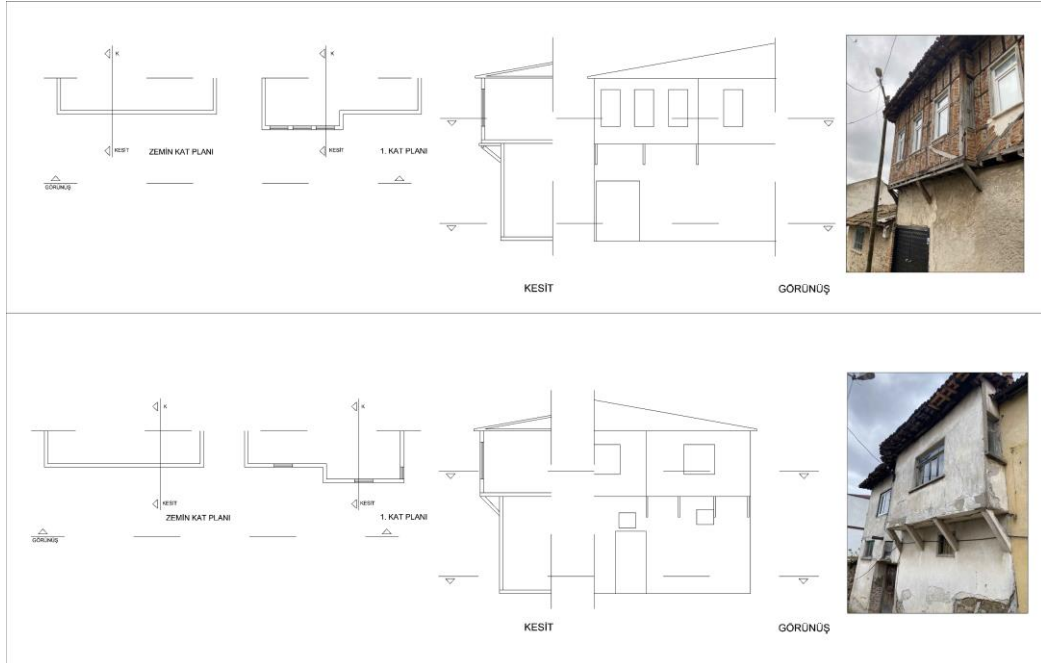 K
K
KESİT
ZEMİN KAT PLANI
KESİT
1. KAT PLANI
GÖRÜNÜŞ
KESİT
GÖRÜNÜŞ
K
K
KESİT
ZEMİN KAT PLANI
KESİT
1. KAT PLANI
GÖRÜNÜŞ
KESİT
GÖRÜNÜŞ